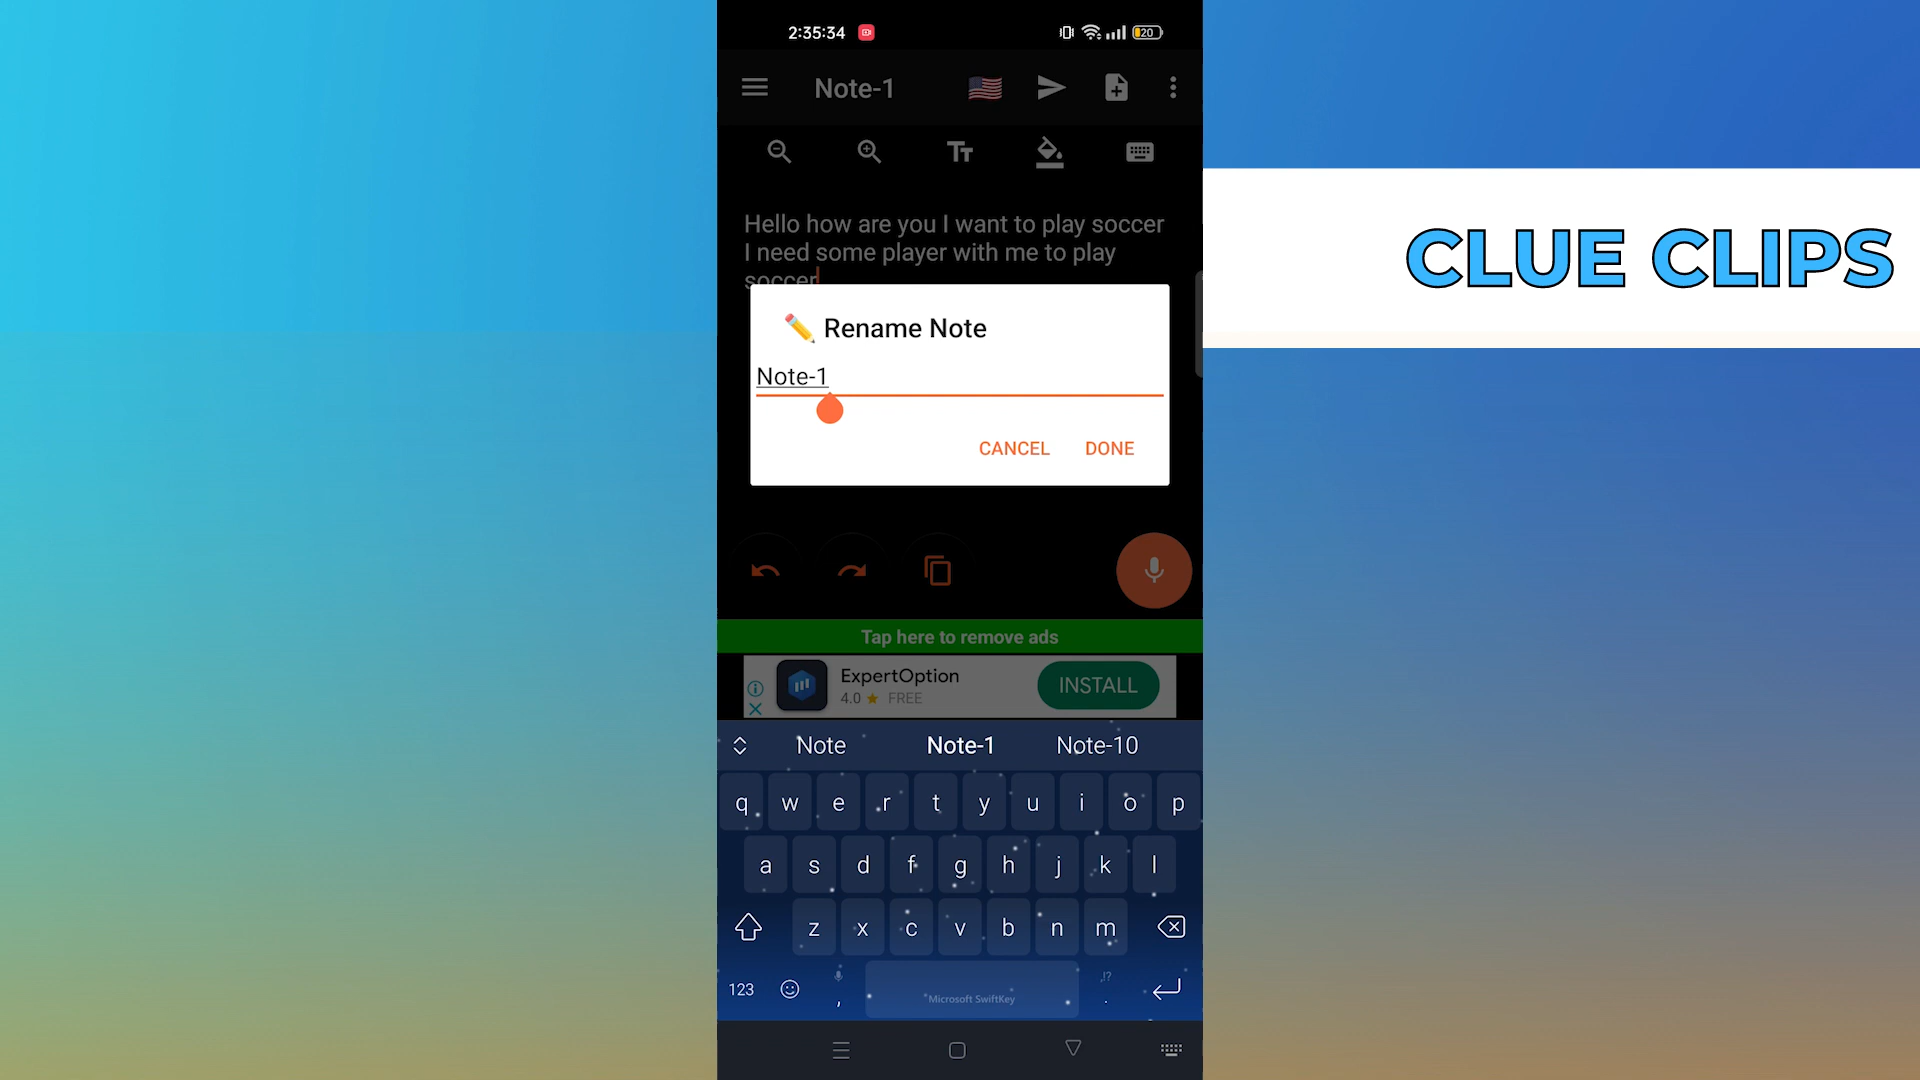 2:35:34
20
Note-1
Tт
Hello how are you I want to play soccer
I need some player with me to play
soccer
CLUE CLIPS
✏️ Rename Note
Note-1
CANCEL DONE
Tap here to remove ads
ExpertOption
4.0 ★ FREE
INSTALL
Note Note-1 Note-10
q w e r t y u i o p
a s d f g h j k l
z x c v b n m
123 , Microsoft SwiftKey ,!? .